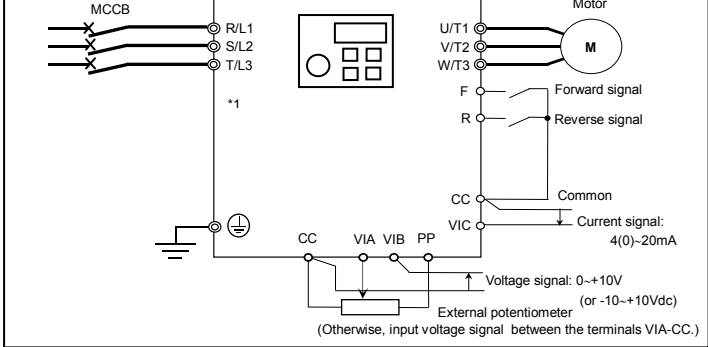 MCCB
Motor
R/L1
U/T1
S/L2
V/T2
M
T/L3
W/T3
F
Forward signal
*1
R
Reverse signal
CC
Common
VIC
Current signal:
4(0)~20mA
CC
VIA
VIB
PP
Voltage signal: 0~+10V
(or -10~+10Vdc)
External potentiometer
(Otherwise, input voltage signal between the terminals VIA-CC.)